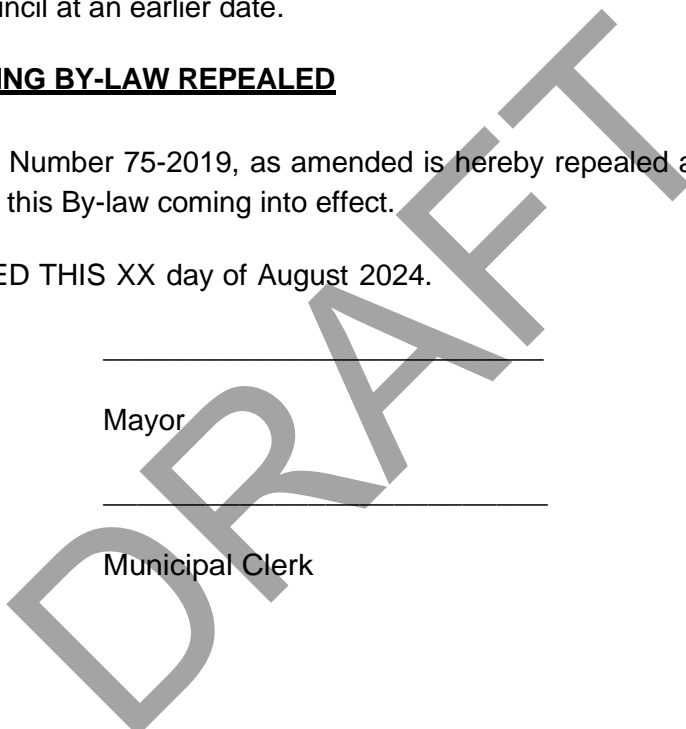 ncil at an earlier date.
NG BY-LAW REPEALED
Number 75-2019, as amended is hereby repealed a
this By-law coming into effect.
ED THIS XX day of August 2024.
Mayor
Municipal Clerk
DRAFT